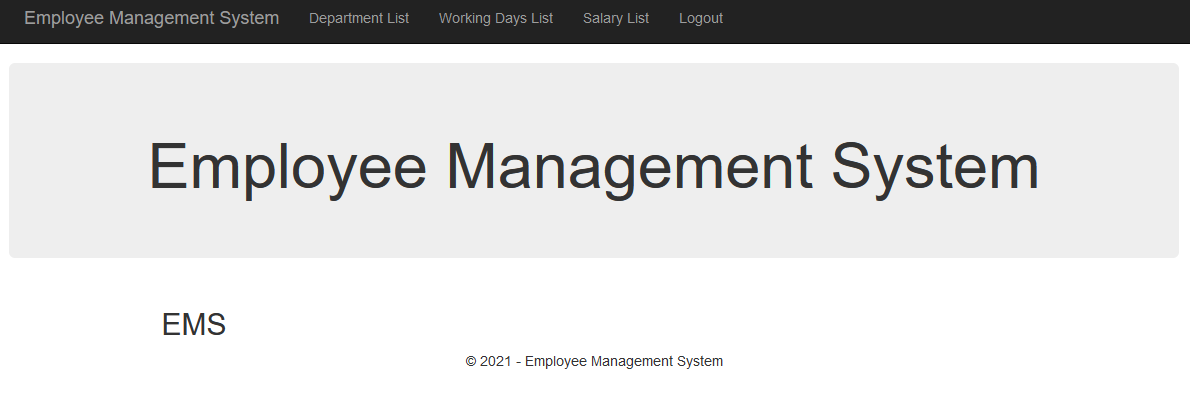 Employee Management System Department List Working Days List Salary List Logout
Employee Management System
EMS
© 2021 - Employee Management System